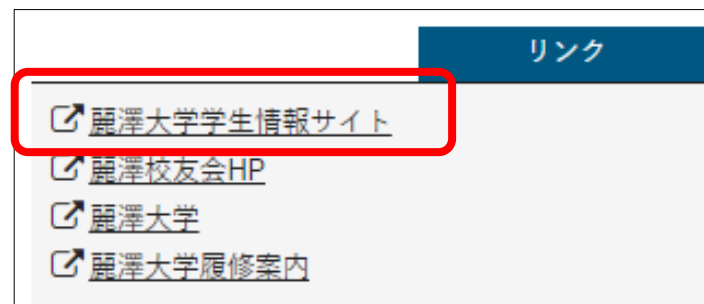 リンク
麗澤大学学生情報サイト
麗澤校友会HP
麗澤大学
麗澤大学履修案内